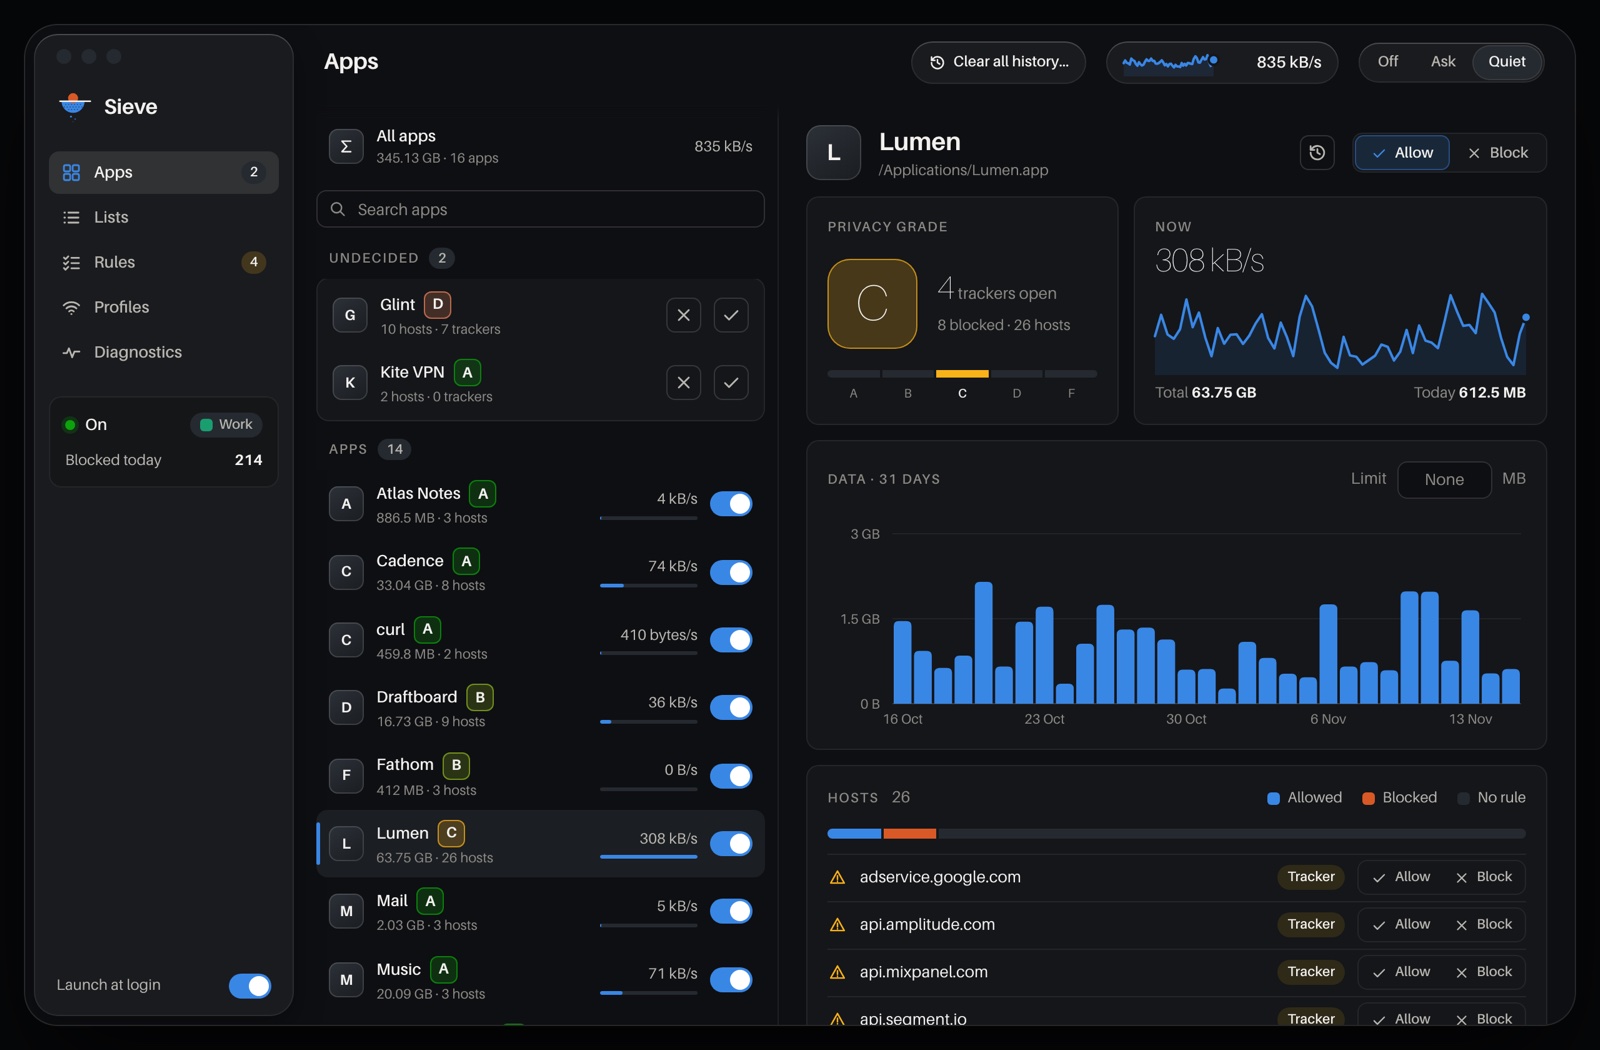 Sieve
Apps 2
Lists
Rules 4
Profiles
Diagnostics
On Work
Blocked today 214
Launch at login
Apps
Clear all history...
835 kB/s
Off Ask Quiet
Σ All apps 835 kB/s
345.13 GB · 16 apps
Search apps
UNDECIDED 2
G Glint D
10 hosts · 7 trackers
K Kite VPN A
2 hosts · 0 trackers
APPS 14
A Atlas Notes A 4 kB/s
886.5 MB · 3 hosts
C Cadence A 74 kB/s
33.04 GB · 8 hosts
C curl A 410 bytes/s
459.8 MB · 2 hosts
D Draftboard B 36 kB/s
16.73 GB · 9 hosts
F Fathom B 0 B/s
412 MB · 3 hosts
L Lumen C 308 kB/s
63.75 GB · 26 hosts
M Mail A 5 kB/s
2.03 GB · 3 hosts
M Music A 71 kB/s
20.09 GB · 3 hosts
L Lumen
/Applications/Lumen.app
Allow Block
PRIVACY GRADE
C
4 trackers open
8 blocked · 26 hosts
A B C D F
NOW
308 kB/s
Total 63.75 GB Today 612.5 MB
DATA · 31 DAYS Limit None MB
3 GB
1.5 GB
0 B
16 Oct 23 Oct 30 Oct 6 Nov 13 Nov
HOSTS 26 Allowed Blocked No rule
adservice.google.com Tracker Allow Block
api.amplitude.com Tracker Allow Block
api.mixpanel.com Tracker Allow Block
api.segment.io Tracker Allow Block